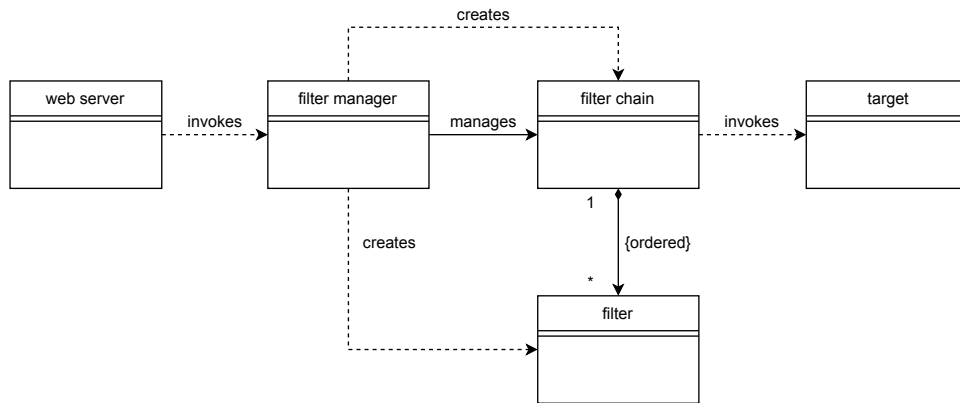 creates
web server
filter manager
filter chain
target
invokes
manages
invokes
1
creates
{ordered}
*
filter